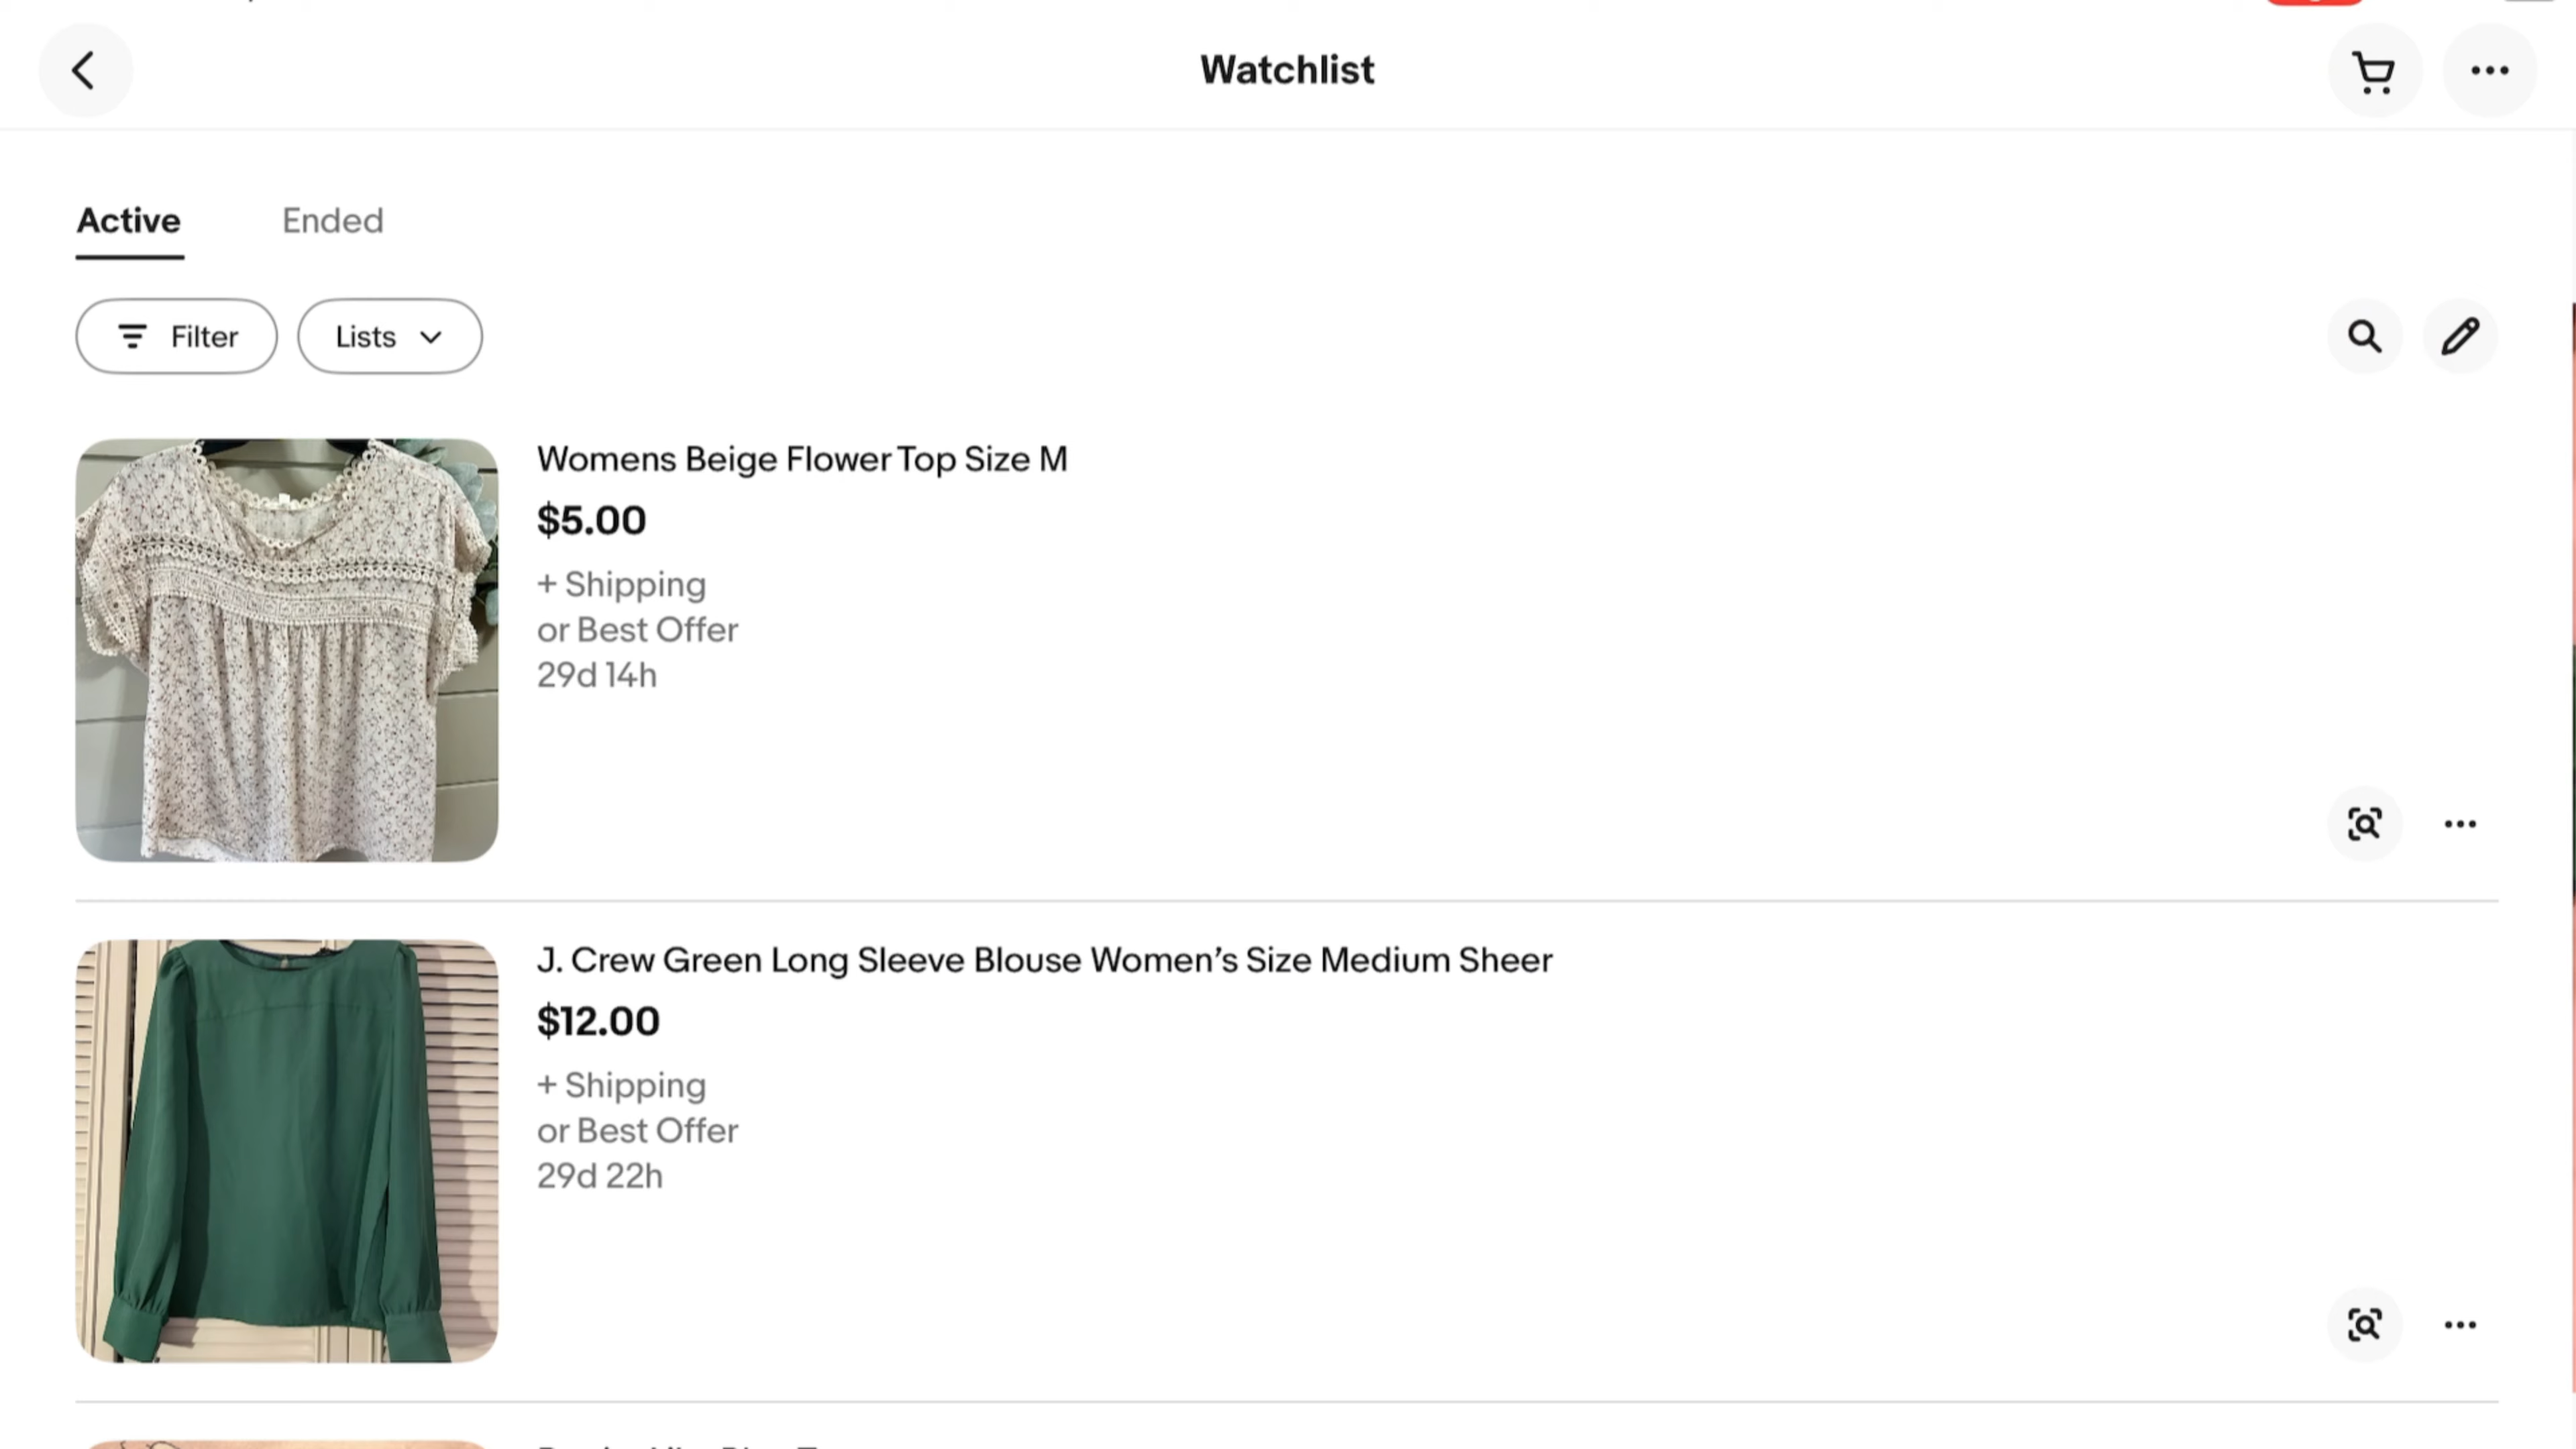 Watchlist
Active
Ended
Filter
Lists
Womens Beige Flower Top Size M
$5.00
+ Shipping
or Best Offer
29d 14h
J. Crew Green Long Sleeve Blouse Women’s Size Medium Sheer
$12.00
+ Shipping
or Best Offer
29d 22h